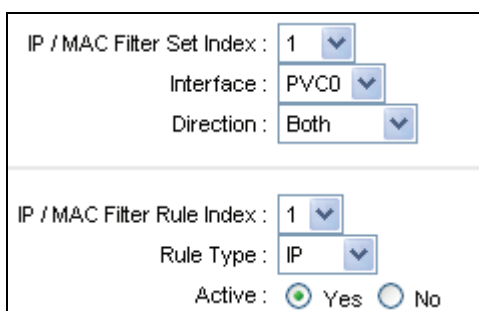 IP / MAC Filter Set Index : 1
Interface : PVC0
Direction : Both
IP / MAC Filter Rule Index : 1
Rule Type : IP
Active : Yes No